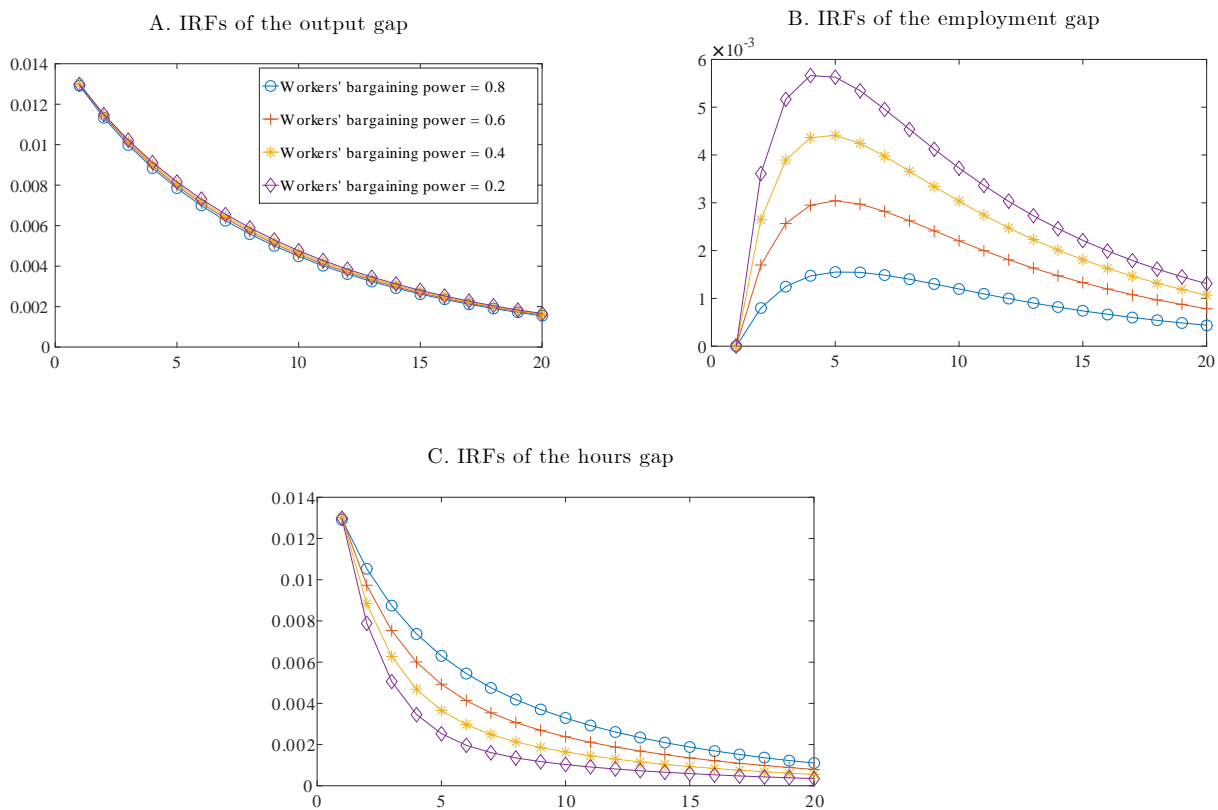 A. IRFs of the output gap
0.014
0.012
0.01
0.008
0.006
0.004
0.002
0
0 5 10 15 20
Workers' bargaining power = 0.8
Workers' bargaining power = 0.6
Workers' bargaining power = 0.4
Workers' bargaining power = 0.2
B. IRFs of the employment gap
×10⁻³
6
5
4
3
2
1
0
0 5 10 15 20
C. IRFs of the hours gap
0.014
0.012
0.01
0.008
0.006
0.004
0.002
0
0 5 10 15 20